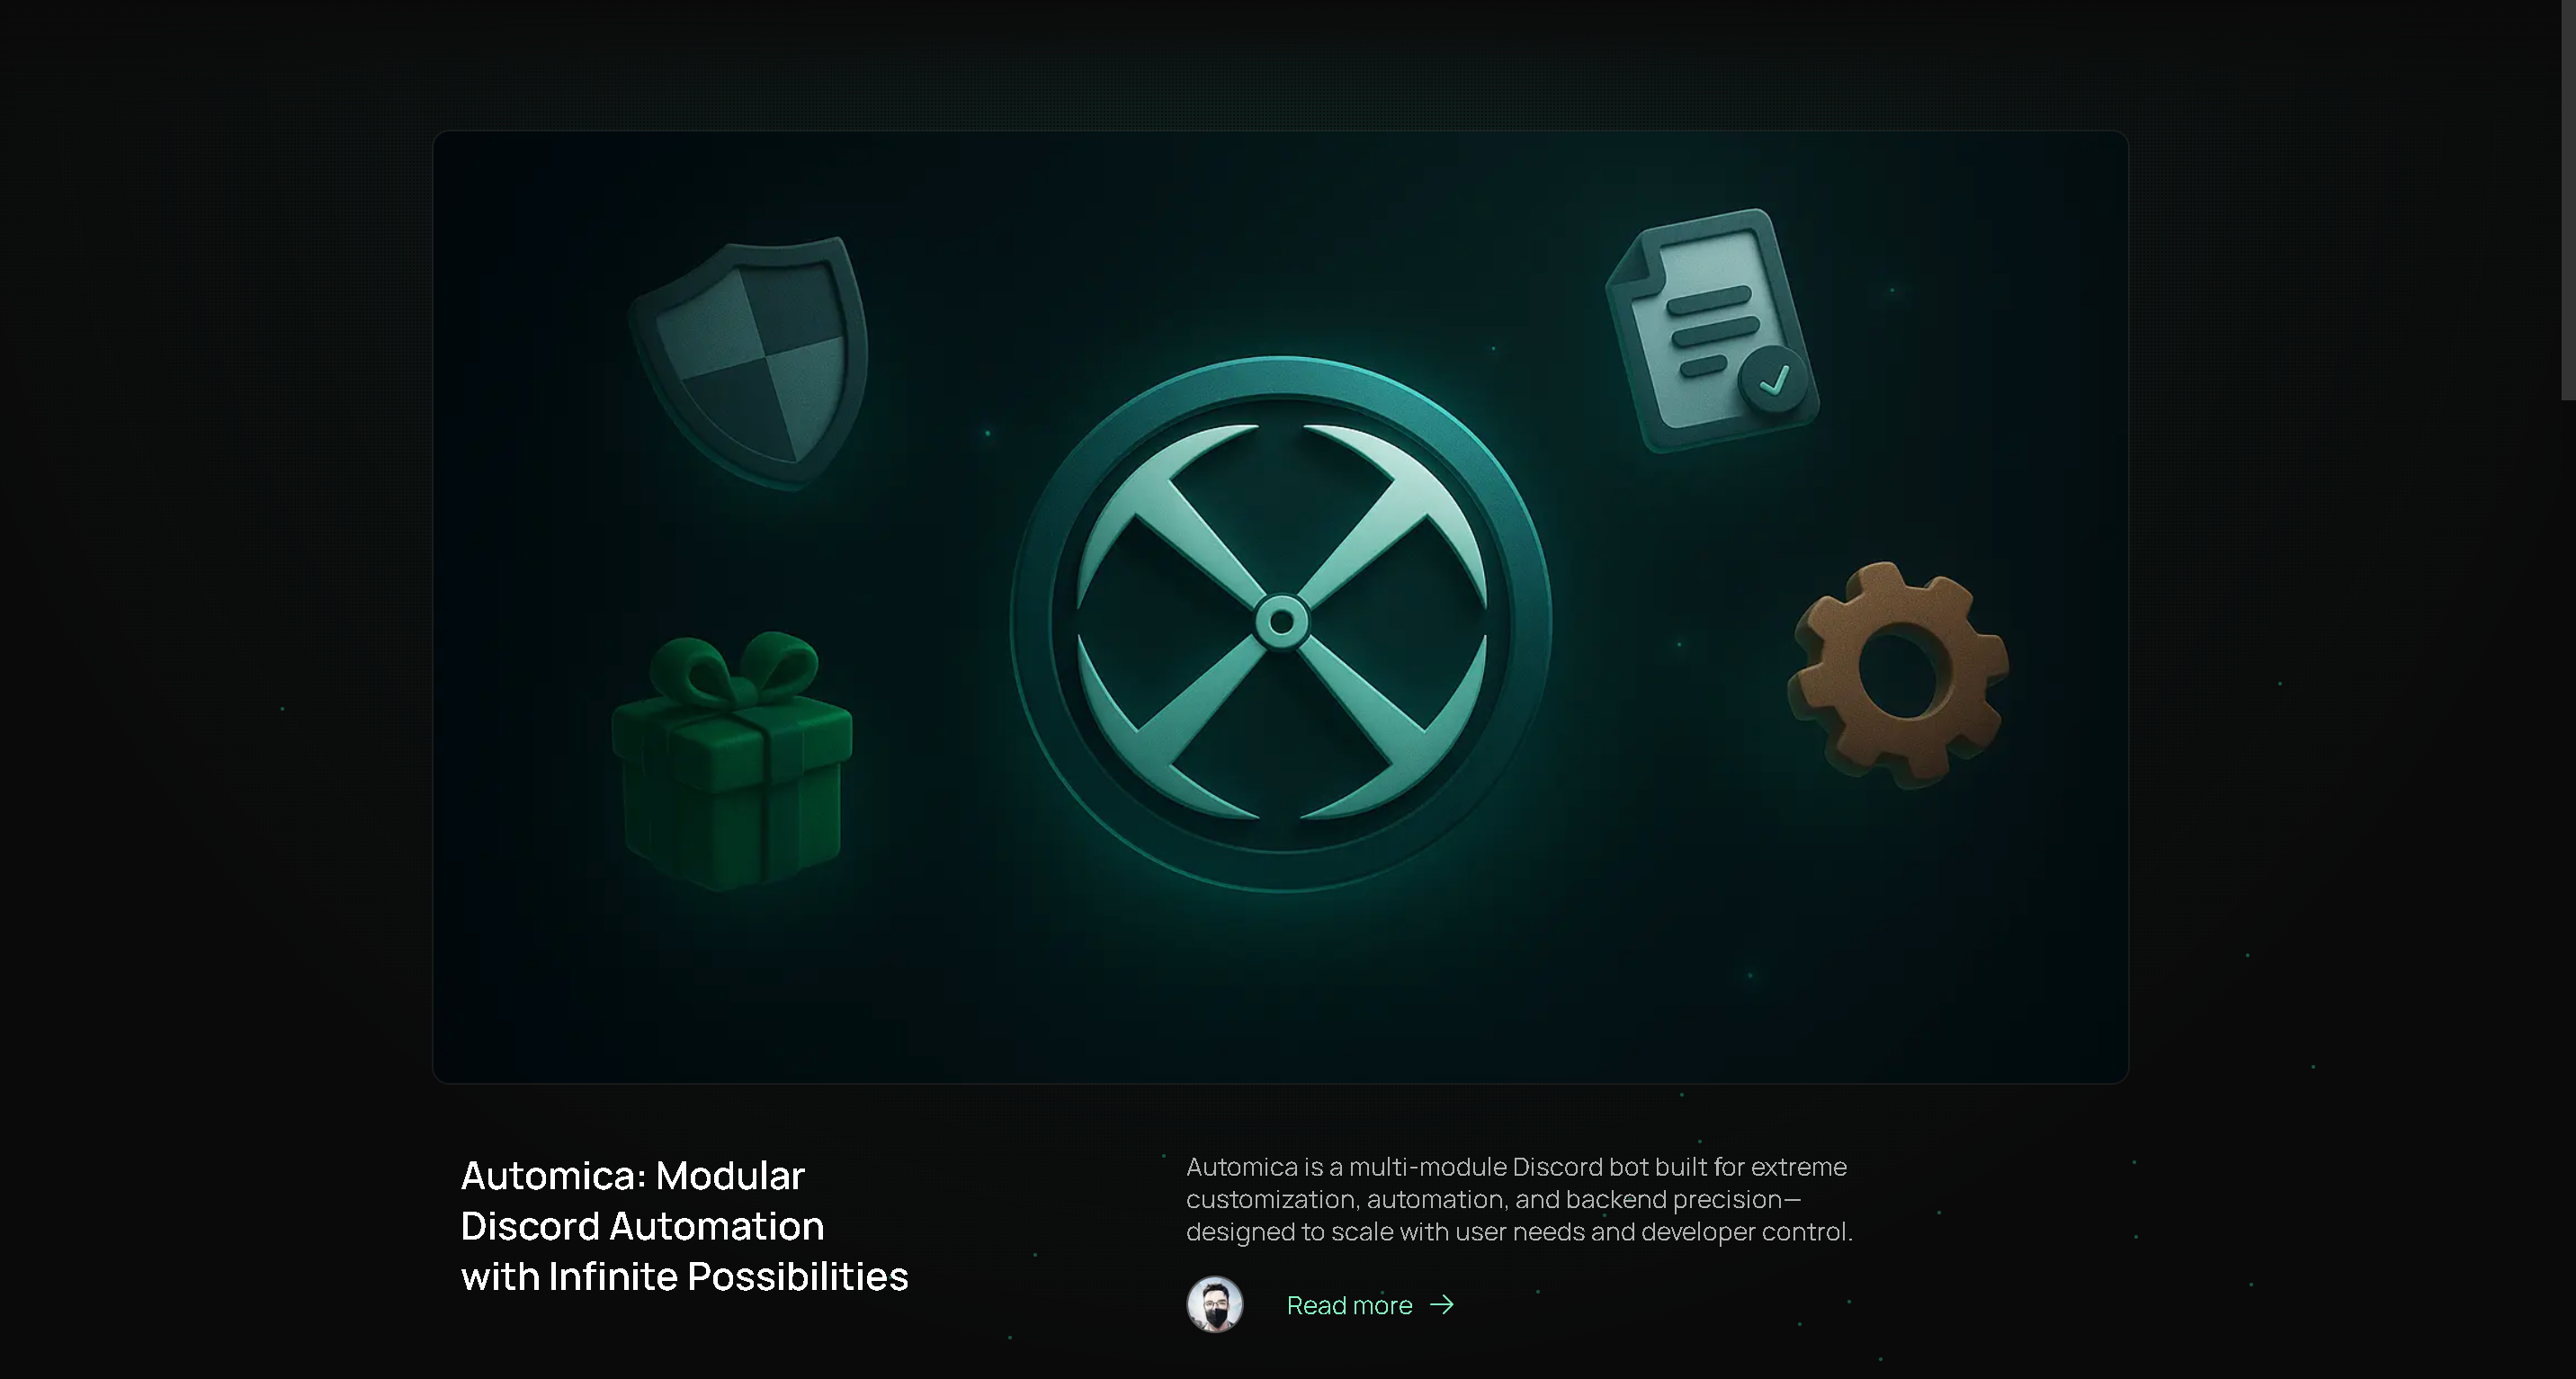 Automica: Modular
Discord Automation
with Infinite Possibilities
Automica is a multi-module Discord bot built for extreme
customization, automation, and backend precision—
designed to scale with user needs and developer control.
Read more →